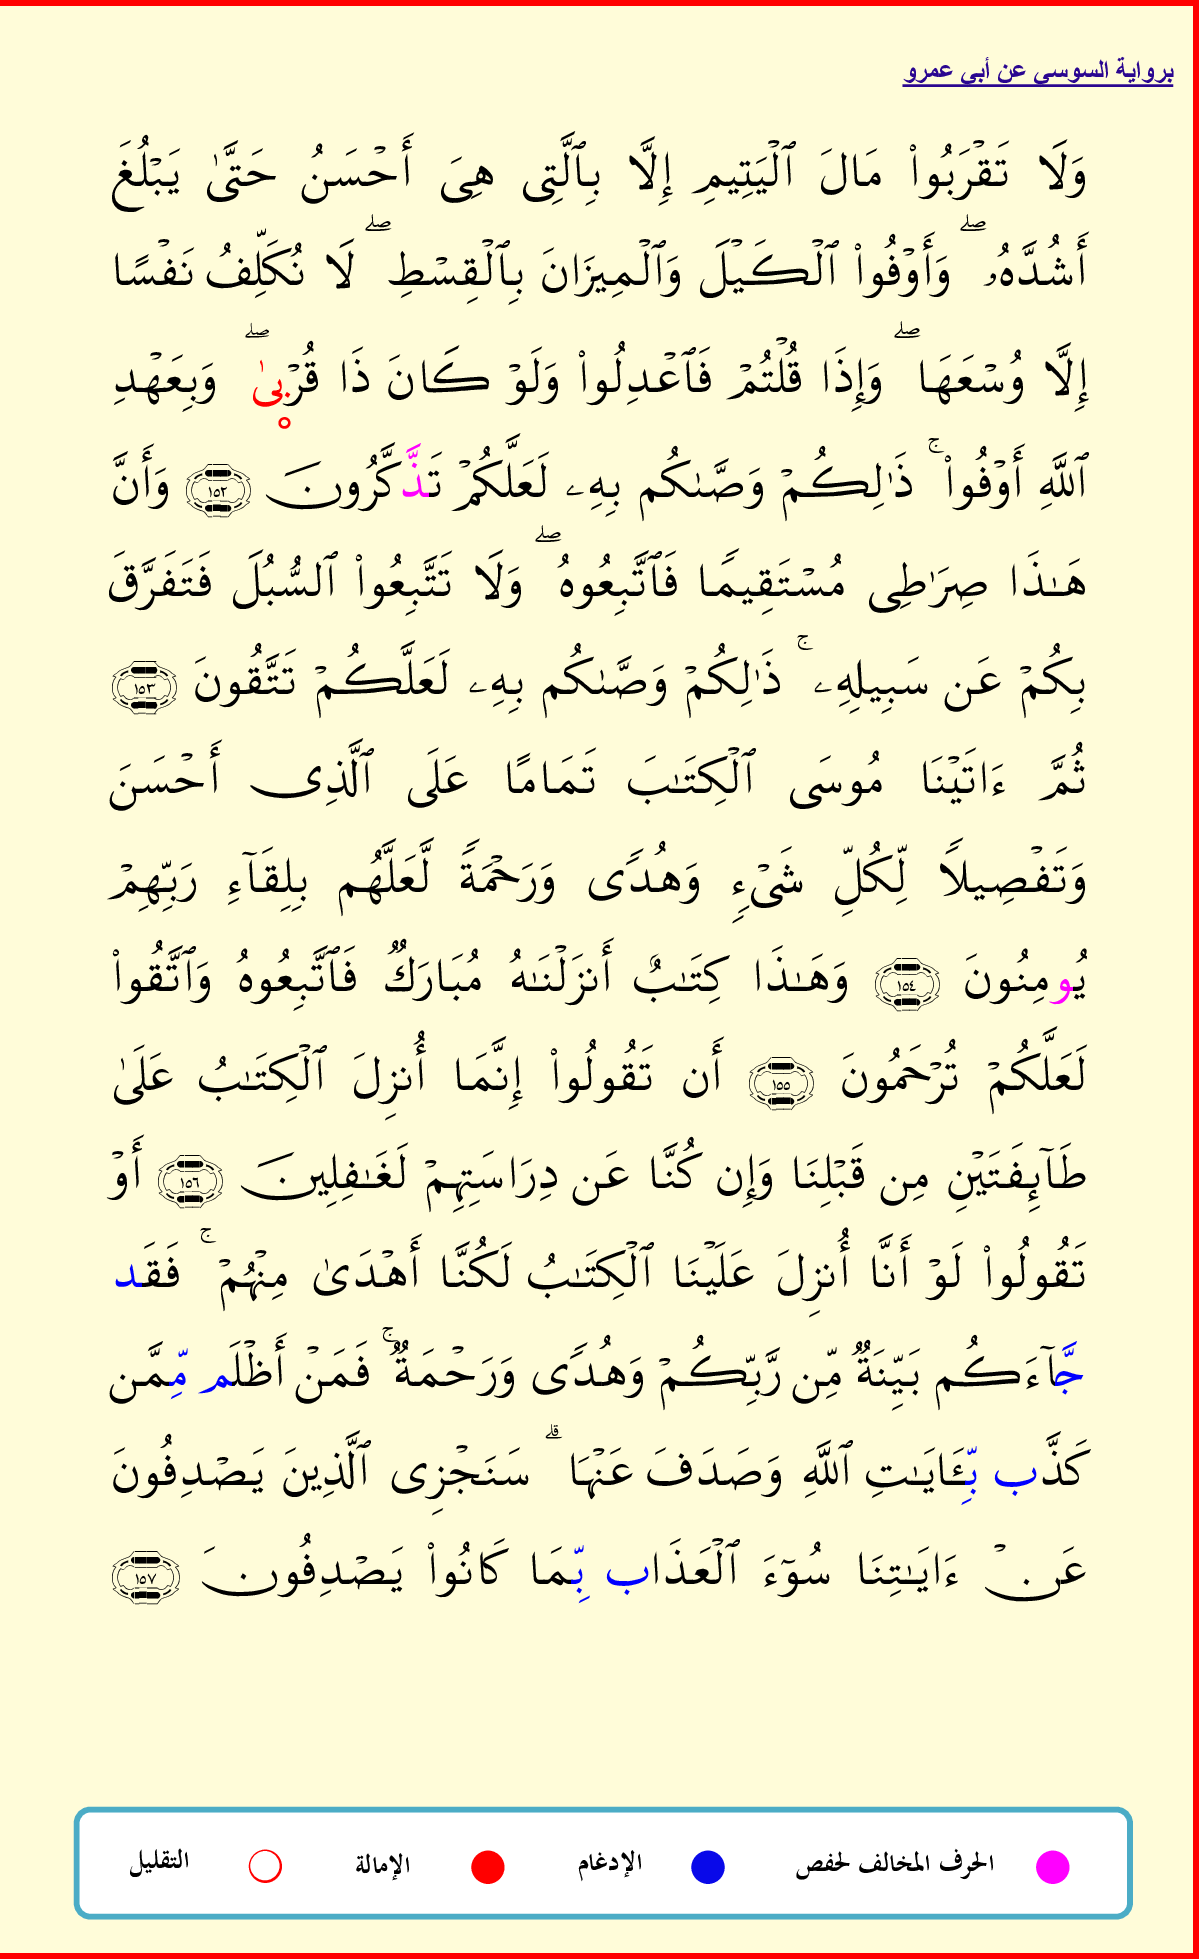 برواية السوسي عن أبي عمرو
وَلَا تَقْرَبُوا۟ مَالَ ٱلْيَتِيمِ إِلَّا بِٱلَّتِى هِىَ أَحْسَنُ حَتَّىٰ يَبْلُغَ
أَشُدَّهُۥ ۖ وَأَوْفُوا۟ ٱلْكَيْلَ وَٱلْمِيزَانَ بِٱلْقِسْطِ ۖ لَا نُكَلِّفُ نَفْسًا
إِلَّا وُسْعَهَا ۖ وَإِذَا قُلْتُمْ فَٱعْدِلُوا۟ وَلَوْ كَانَ ذَا قُرْبىٰ ۖ وَبِعَهْدِ
ٱللَّهِ أَوْفُوا۟ ۚ ذَٰلِكُمْ وَصَّىٰكُم بِهِۦ لَعَلَّكُمْ تَذَّكَّرُونَ ١٥٢ وَأَنَّ
هَـٰذَا صِرَٰطِى مُسْتَقِيمًا فَٱتَّبِعُوهُ ۖ وَلَا تَتَّبِعُوا۟ ٱلسُّبُلَ فَتَفَرَّقَ
بِكُمْ عَن سَبِيلِهِۦ ۚ ذَٰلِكُمْ وَصَّىٰكُم بِهِۦ لَعَلَّكُمْ تَتَّقُونَ ١٥٣
ثُمَّ ءَاتَيْنَا مُوسَى ٱلْكِتَـٰبَ تَمَامًا عَلَى ٱلَّذِى أَحْسَنَ
وَتَفْصِيلًا لِّكُلِّ شَىْءٍ وَهُدًى وَرَحْمَةً لَّعَلَّهُم بِلِقَآءِ رَبِّهِمْ
يُومِنُونَ ١٥٤ وَهَـٰذَا كِتَـٰبٌ أَنزَلْنَـٰهُ مُبَارَكٌ فَٱتَّبِعُوهُ وَٱتَّقُوا۟
لَعَلَّكُمْ تُرْحَمُونَ ١٥٥ أَن تَقُولُوا۟ إِنَّمَا أُنزِلَ ٱلْكِتَـٰبُ عَلَىٰ
طَآئِفَتَيْنِ مِن قَبْلِنَا وَإِن كُنَّا عَن دِرَاسَتِهِمْ لَغَـٰفِلِينَ ١٥٦ أَوْ
تَقُولُوا۟ لَوْ أَنَّا أُنزِلَ عَلَيْنَا ٱلْكِتَـٰبُ لَكُنَّا أَهْدَىٰ مِنْهُمْ ۚ فَقَد
جَّآءَكُم بَيِّنَةٌ مِّن رَّبِّكُمْ وَهُدًى وَرَحْمَةٌ ۚ فَمَنْ أَظْلَم مِّمَّن
كَذَّب بِّـَٔايَـٰتِ ٱللَّهِ وَصَدَفَ عَنْهَا ۗ سَنَجْزِى ٱلَّذِينَ يَصْدِفُونَ
عَنْ ءَايَـٰتِنَا سُوٓءَ ٱلْعَذَاب بِّمَا كَانُوا۟ يَصْدِفُونَ ١٥٧
الحرف المخالف لحفص الإدغام الإمالة التقليل